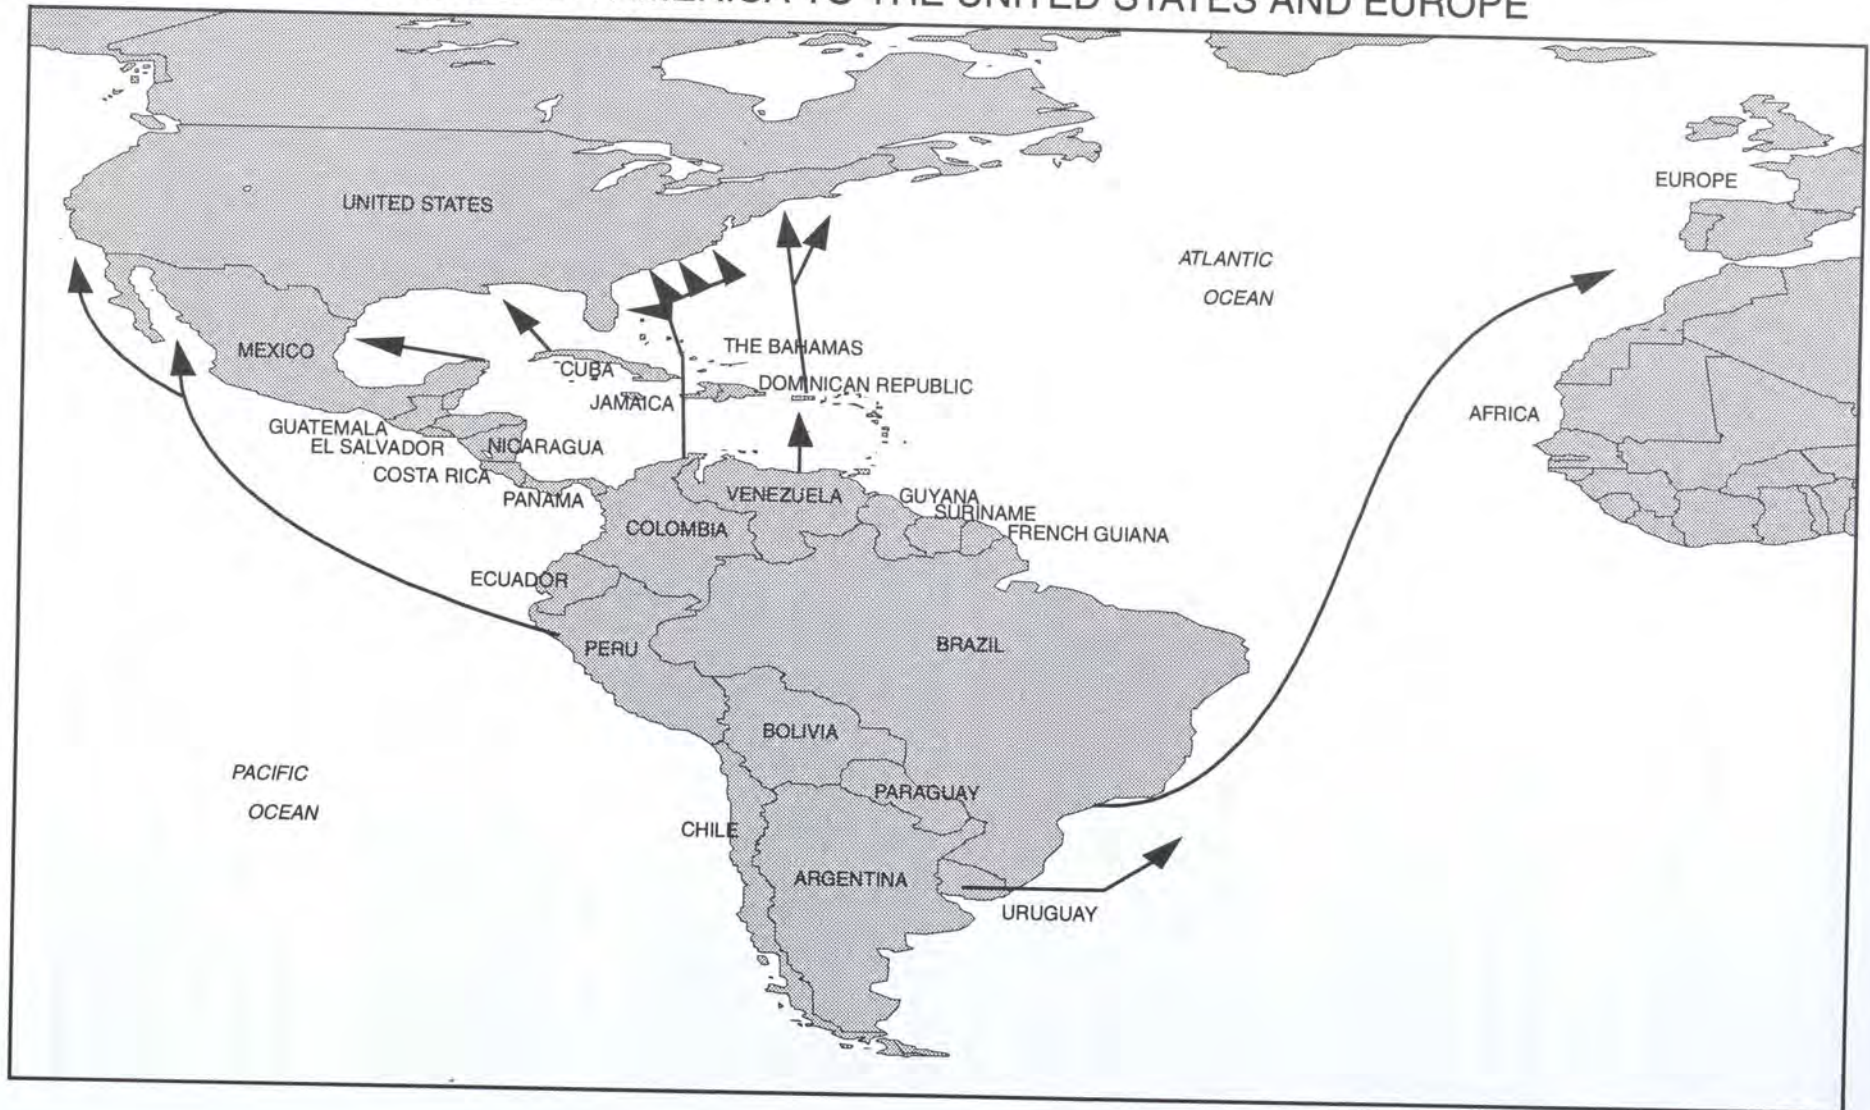 AMERICA TO THE UNITED STATES AND EUROPE
EUROPE
UNITED STATES
ATLANTIC
OCEAN
MEXICO
THE BAHAMAS
CUBA
DOMINICAN REPUBLIC
JAMAICA
AFRICA
GUATEMALA
EL SALVADOR
NICARAGUA
COSTA RICA
PANAMA
VENEZUELA
GUYANA
SURINAME
COLOMBIA
FRENCH GUIANA
ECUADOR
PERU
BRAZIL
BOLIVIA
PACIFIC
OCEAN
PARAGUAY
CHILE
ARGENTINA
URUGUAY